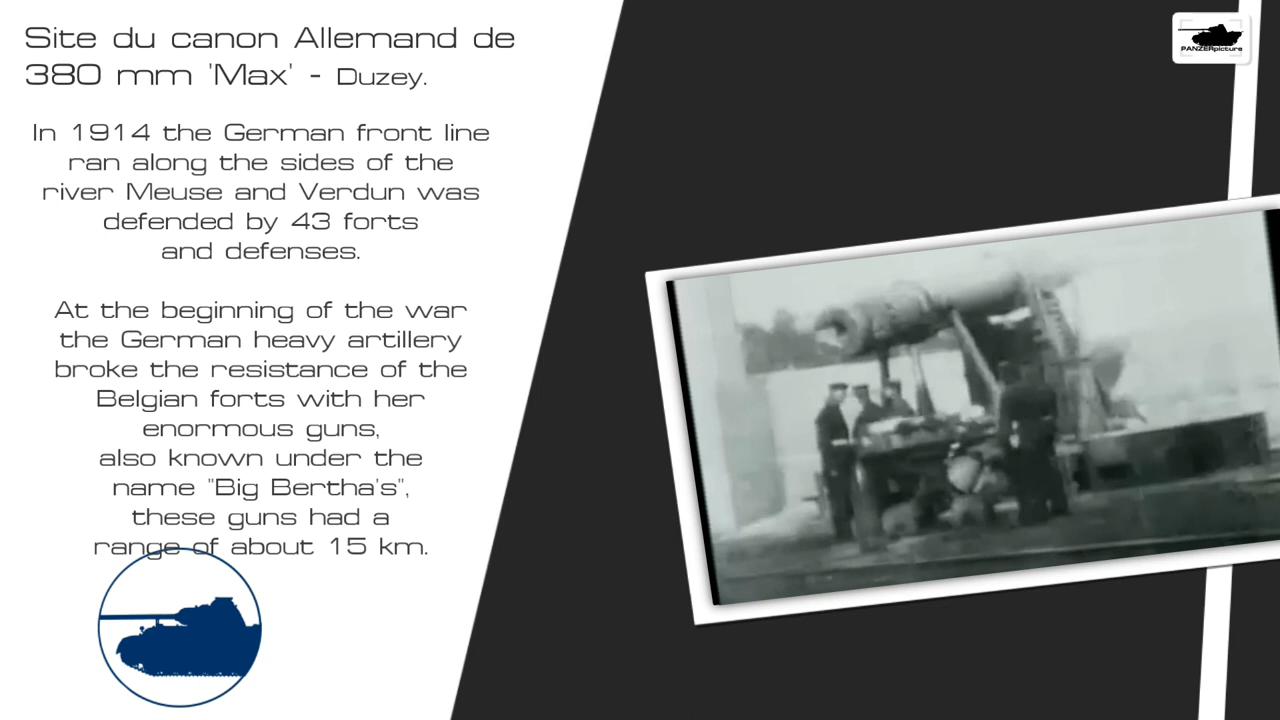 Site du canon Allemand de
380 mm 'Max' - Duzey.
In 1914 the German front line
ran along the sides of the
river Meuse and Verdun was
defended by 43 forts
and defenses.
At the beginning of the war
the German heavy artillery
broke the resistance of the
Belgian forts with her
enormous guns,
also known under the
name "Big Bertha's",
these guns had a
range of about 15 km.
PANZERpicture